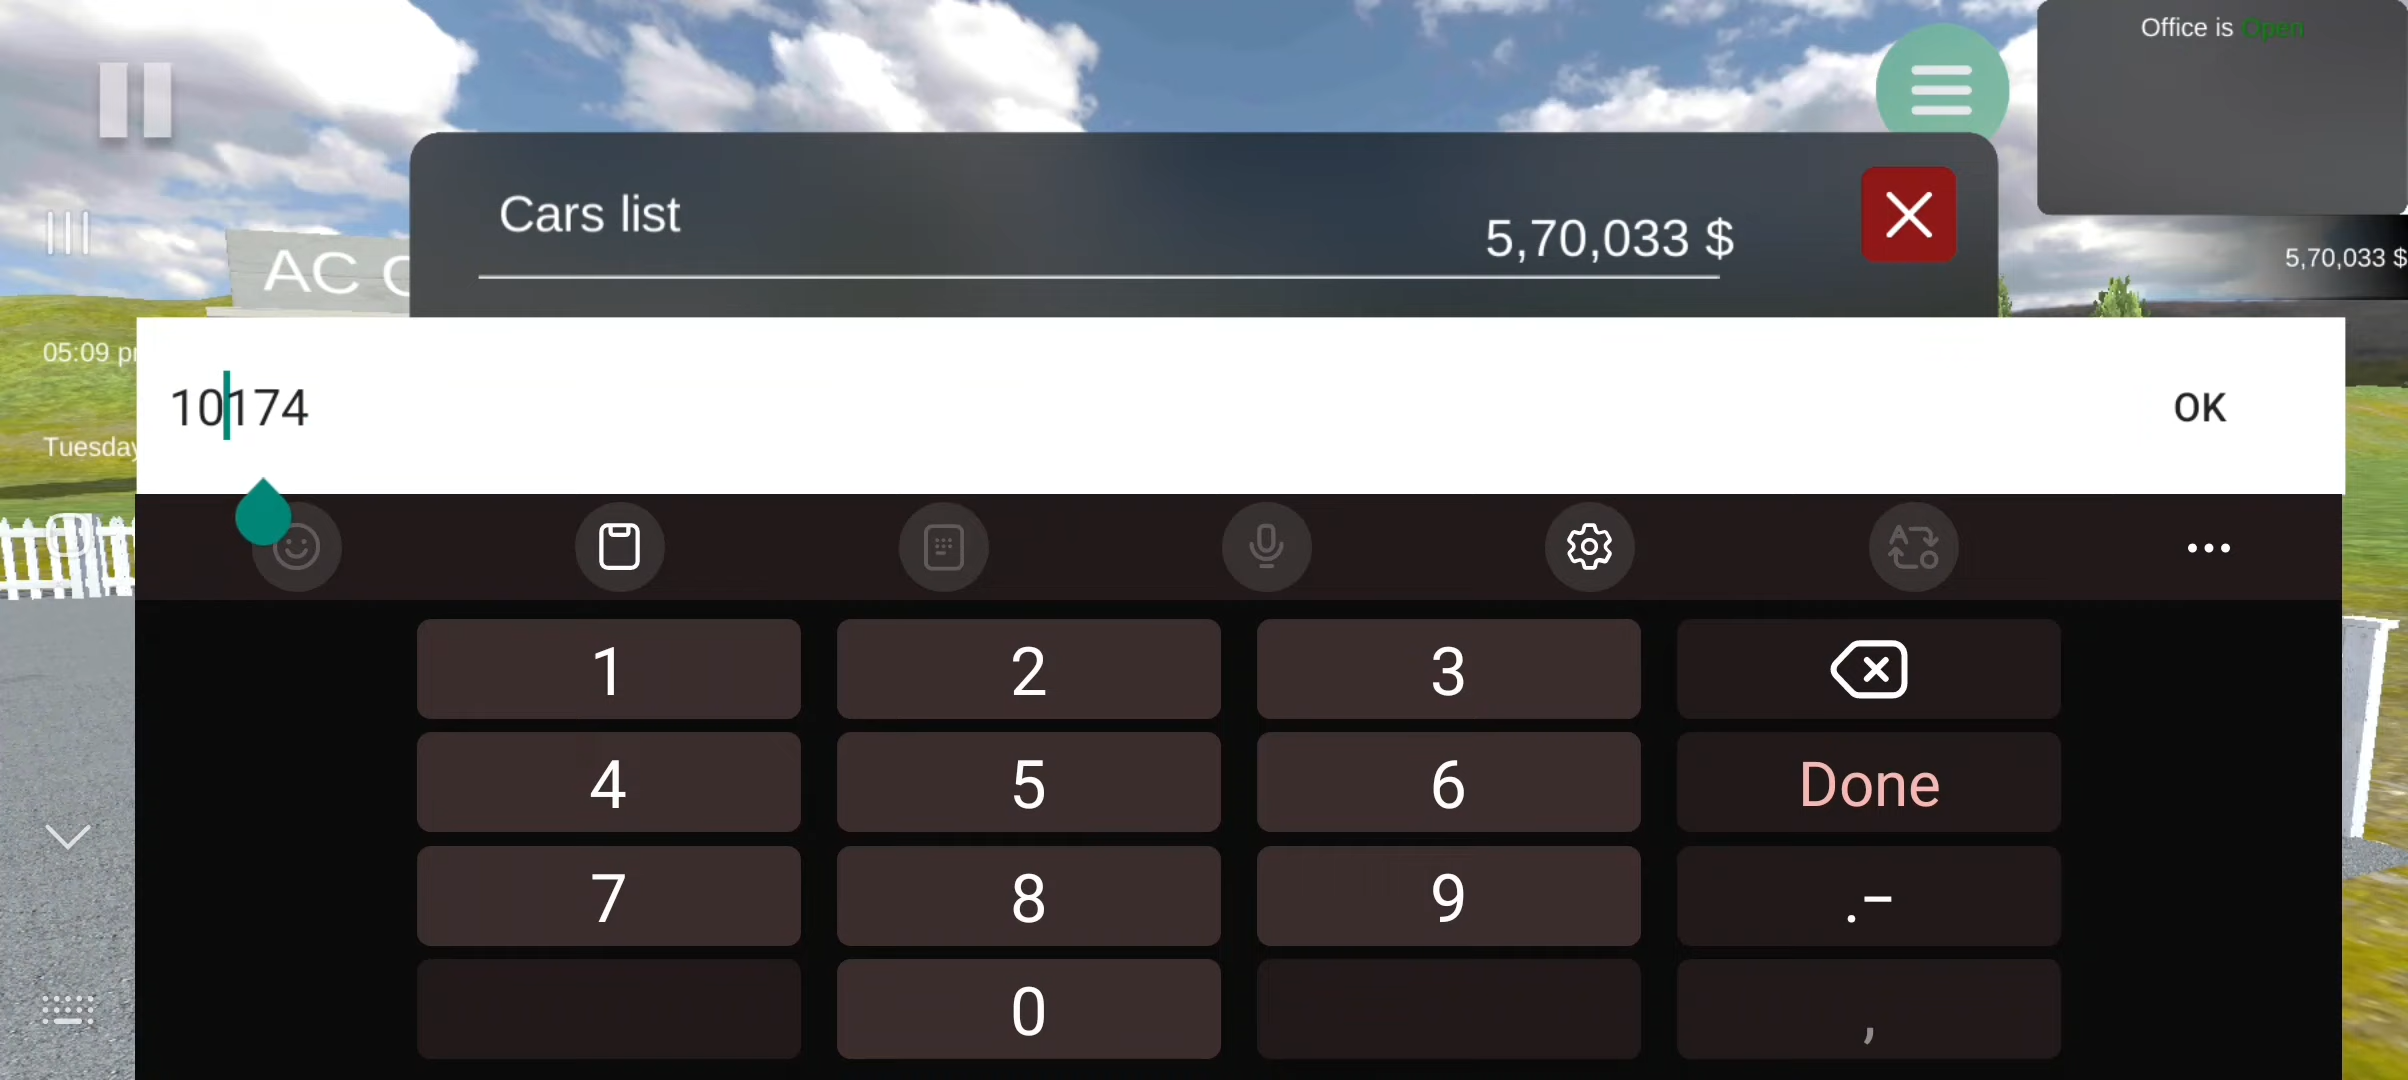 Office is Open
Cars list
5,70,033 $
5,70,033 $
AC
05:09
10174
OK
Tuesday
1 2 3
4 5 6 Done
7 8 9 .-
0 ,